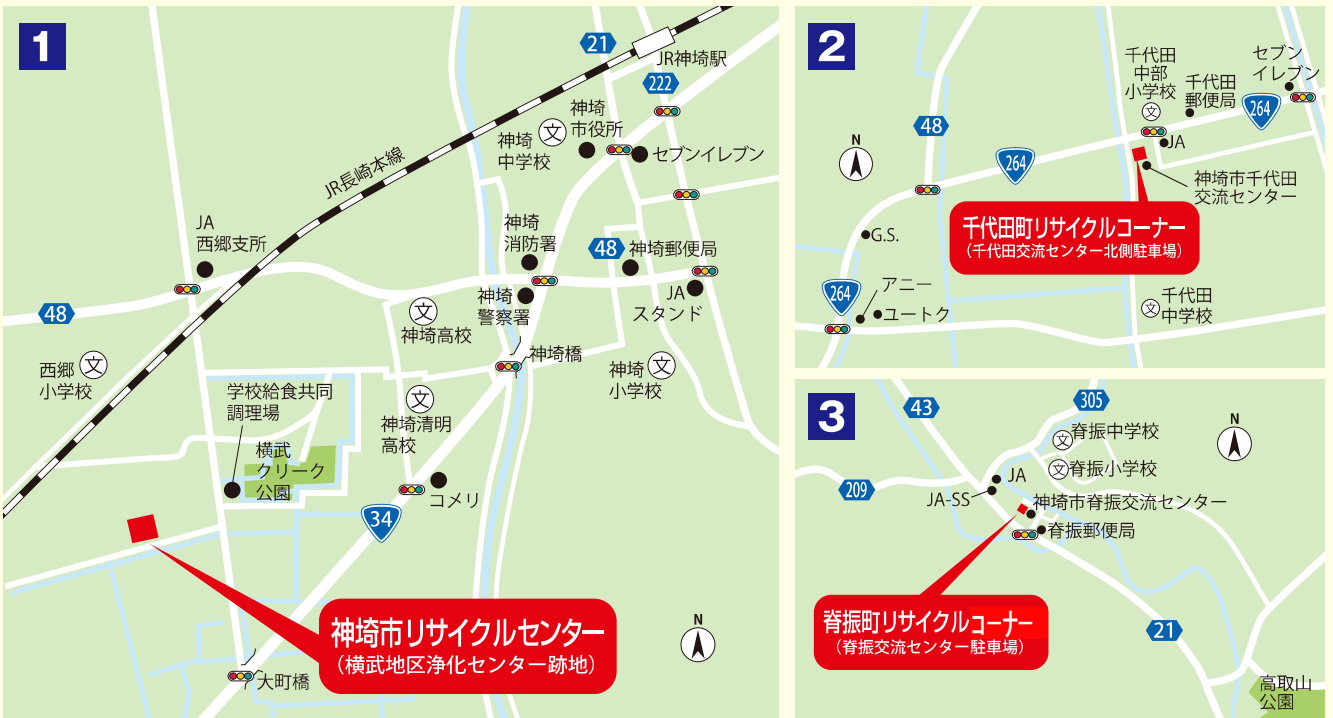 1
21
JR神埼駅
222
神埼
市役所
神埼
中学校
文
セブンイレブン
JR長崎本線
JA
西郷支所
神埼
消防署
48
神埼郵便局
48
神埼
警察署
JA
スタンド
文
神埼高校
神埼橋
西郷
小学校
文
神埼
小学校
文
学校給食共同
調理場
文
神埼清明
高校
横武
クリーク
公園
コメリ
34
神埼市リサイクルセンター
(横武地区浄化センター跡地)
N
大町橋
2
千代田
中部
小学校
文
千代田
郵便局
セブン
イレブン
264
48
N
264
JA
神埼市千代田
交流センター
千代田町リサイクルコーナー
(千代田交流センター北側駐車場)
G.S.
アニー
264
ユートク
文
千代田
中学校
3
43
305
N
文
脊振中学校
文
脊振小学校
209
JA
JA-SS
神埼市脊振交流センター
脊振郵便局
脊振町リサイクルコーナー
(脊振交流センター駐車場)
21
高取山
公園